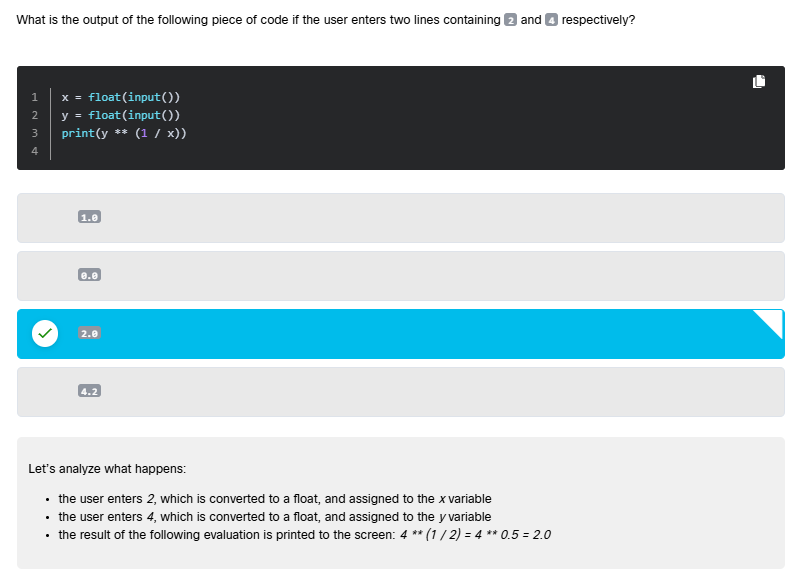 What is the output of the following piece of code if the user enters two lines containing 2 and 4 respectively?
1 x = float(input())
2 y = float(input())
3 print(y ** (1 / x))
4
1.0
0.0
2.0
4.2
Let's analyze what happens:
• the user enters 2, which is converted to a float, and assigned to the x variable
• the user enters 4, which is converted to a float, and assigned to the y variable
• the result of the following evaluation is printed to the screen: 4 ** (1 / 2) = 4 ** 0.5 = 2.0